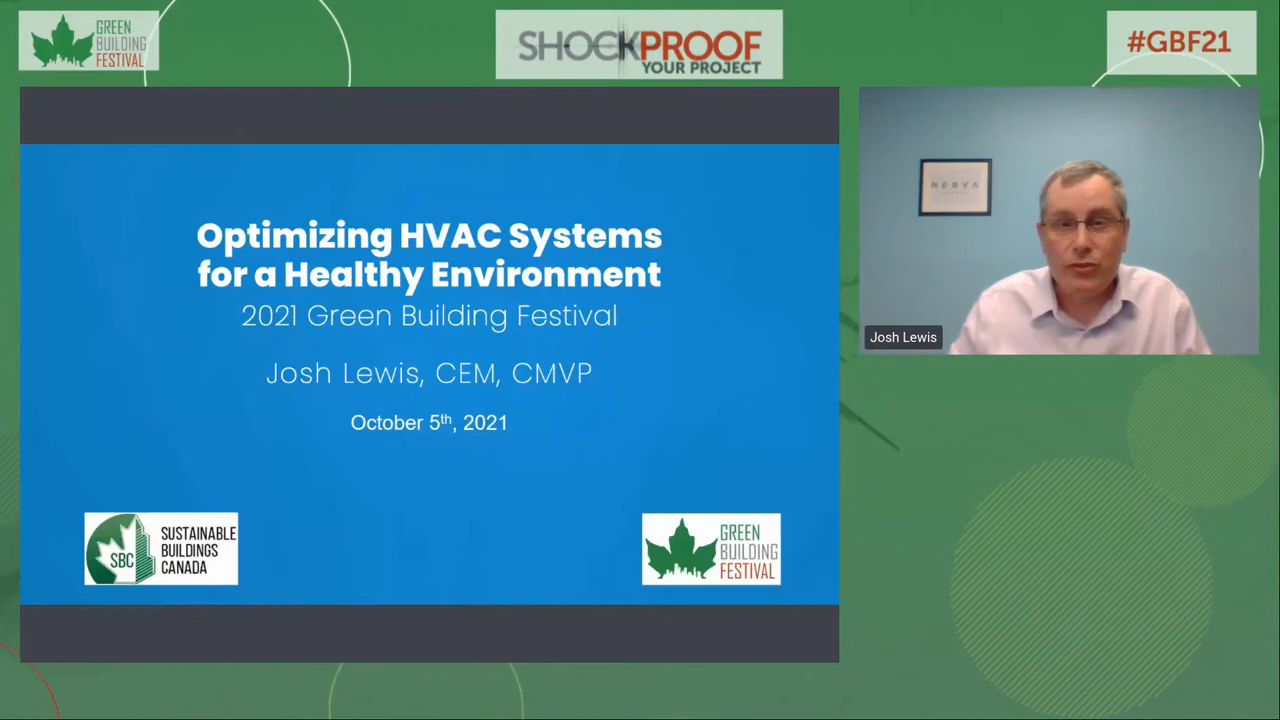 GREEN
BUILDING
FESTIVAL
SHOCKPROOF
YOUR PROJECT
#GBF21
Optimizing HVAC Systems
for a Healthy Environment
2021 Green Building Festival
Josh Lewis, CEM, CMVP
October 5th, 2021
SBC
SUSTAINABLE
BUILDINGS
CANADA
GREEN
BUILDING
FESTIVAL
NERVA
Josh Lewis